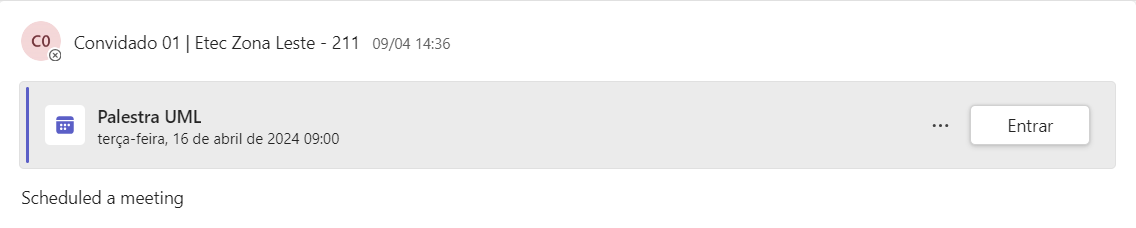 C0 Convidado 01 | Etec Zona Leste - 211 09/04 14:36
Palestra UML
terça-feira, 16 de abril de 2024 09:00
... Entrar
Scheduled a meeting